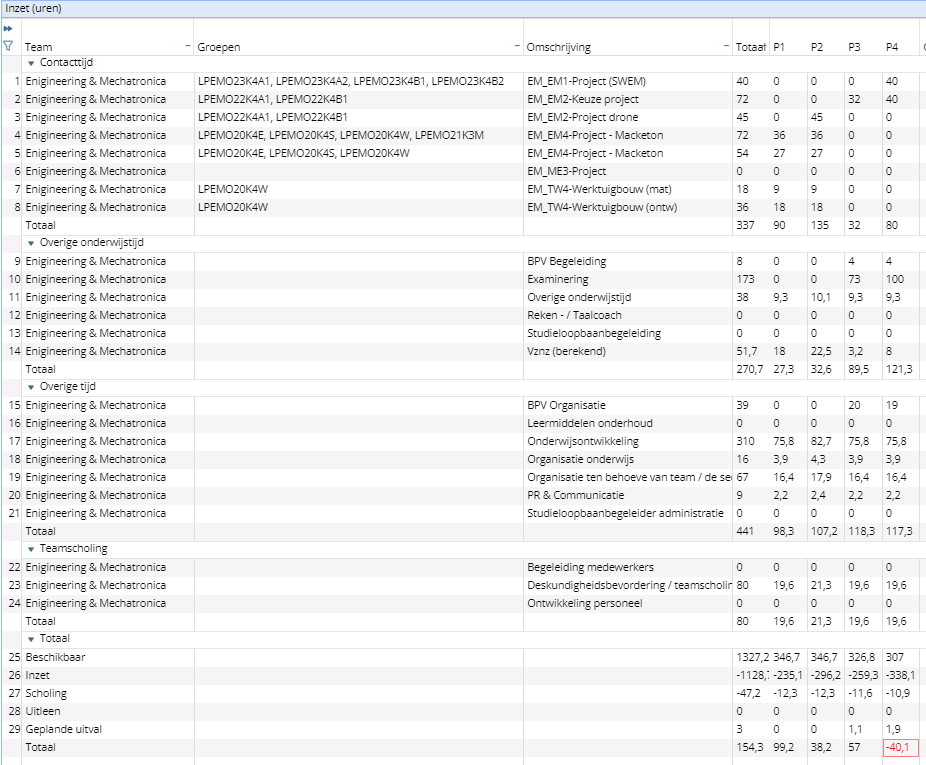 Inzet (uren)
Team Groepen Omschrijving Totaal P1 P2 P3 P4
Contacttijd
1 Enigineering & Mechatronica LPEMO23K4A1, LPEMO23K4A2, LPEMO23K4B1, LPEMO23K4B2 EM_EM1-Project (SWEM) 40 0 0 0 40
2 Enigineering & Mechatronica LPEMO22K4A1, LPEMO22K4B1 EM_EM2-Keuze project 72 0 0 32 40
3 Enigineering & Mechatronica LPEMO22K4A1, LPEMO22K4B1 EM_EM2-Project drone 45 0 45 0 0
4 Enigineering & Mechatronica LPEMO20K4E, LPEMO20K4S, LPEMO20K4W, LPEMO21K3M EM_EM4-Project - Macketon 72 36 36 0 0
5 Enigineering & Mechatronica LPEMO20K4E, LPEMO20K4S, LPEMO20K4W EM_EM4-Project - Macketon 54 27 27 0 0
6 Enigineering & Mechatronica EM_ME3-Project 0 0 0 0 0
7 Enigineering & Mechatronica LPEMO20K4W EM_TW4-Werktuigbouw (mat) 18 9 9 0 0
8 Enigineering & Mechatronica LPEMO20K4W EM_TW4-Werktuigbouw (ontw) 36 18 18 0 0
Totaal 337 90 135 32 80
Overige onderwijstijd
9 Enigineering & Mechatronica BPV Begeleiding 8 0 0 4 4
10 Enigineering & Mechatronica Examinering 173 0 0 73 100
11 Enigineering & Mechatronica Overige onderwijstijd 38 9,3 10,1 9,3 9,3
12 Enigineering & Mechatronica Reken - / Taalcoach 0 0 0 0 0
13 Enigineering & Mechatronica Studieloopbaanbegeleiding 0 0 0 0 0
14 Enigineering & Mechatronica Vznz (berekend) 51,7 18 22,5 3,2 8
Totaal 270,7 27,3 32,6 89,5 121,3
Overige tijd
15 Enigineering & Mechatronica BPV Organisatie 39 0 0 20 19
16 Enigineering & Mechatronica Leermiddelen onderhoud 0 0 0 0 0
17 Enigineering & Mechatronica Onderwijsontwikkeling 310 75,8 82,7 75,8 75,8
18 Enigineering & Mechatronica Organisatie onderwijs 16 3,9 4,3 3,9 3,9
19 Enigineering & Mechatronica Organisatie ten behoeve van team / de se 67 16,4 17,9 16,4 16,4
20 Enigineering & Mechatronica PR & Communicatie 9 2,2 2,4 2,2 2,2
21 Enigineering & Mechatronica Studieloopbaanbegeleider administratie 0 0 0 0 0
Totaal 441 98,3 107,2 118,3 117,3
Teamscholing
22 Enigineering & Mechatronica Begeleiding medewerkers 0 0 0 0 0
23 Enigineering & Mechatronica Deskundigheidsbevordering / teamscholin 80 19,6 21,3 19,6 19,6
24 Enigineering & Mechatronica Ontwikkeling personeel 0 0 0 0 0
Totaal 80 19,6 21,3 19,6 19,6
Totaal
25 Beschikbaar 1327,2 346,7 346,7 326,8 307
26 Inzet -1128, -235,1 -296,2 -259,3 -338,1
27 Scholing -47,2 -12,3 -12,3 -11,6 -10,9
28 Uitleen 0 0 0 0 0
29 Geplande uitval 3 0 0 1,1 1,9
Totaal 154,3 99,2 38,2 57 -40,1